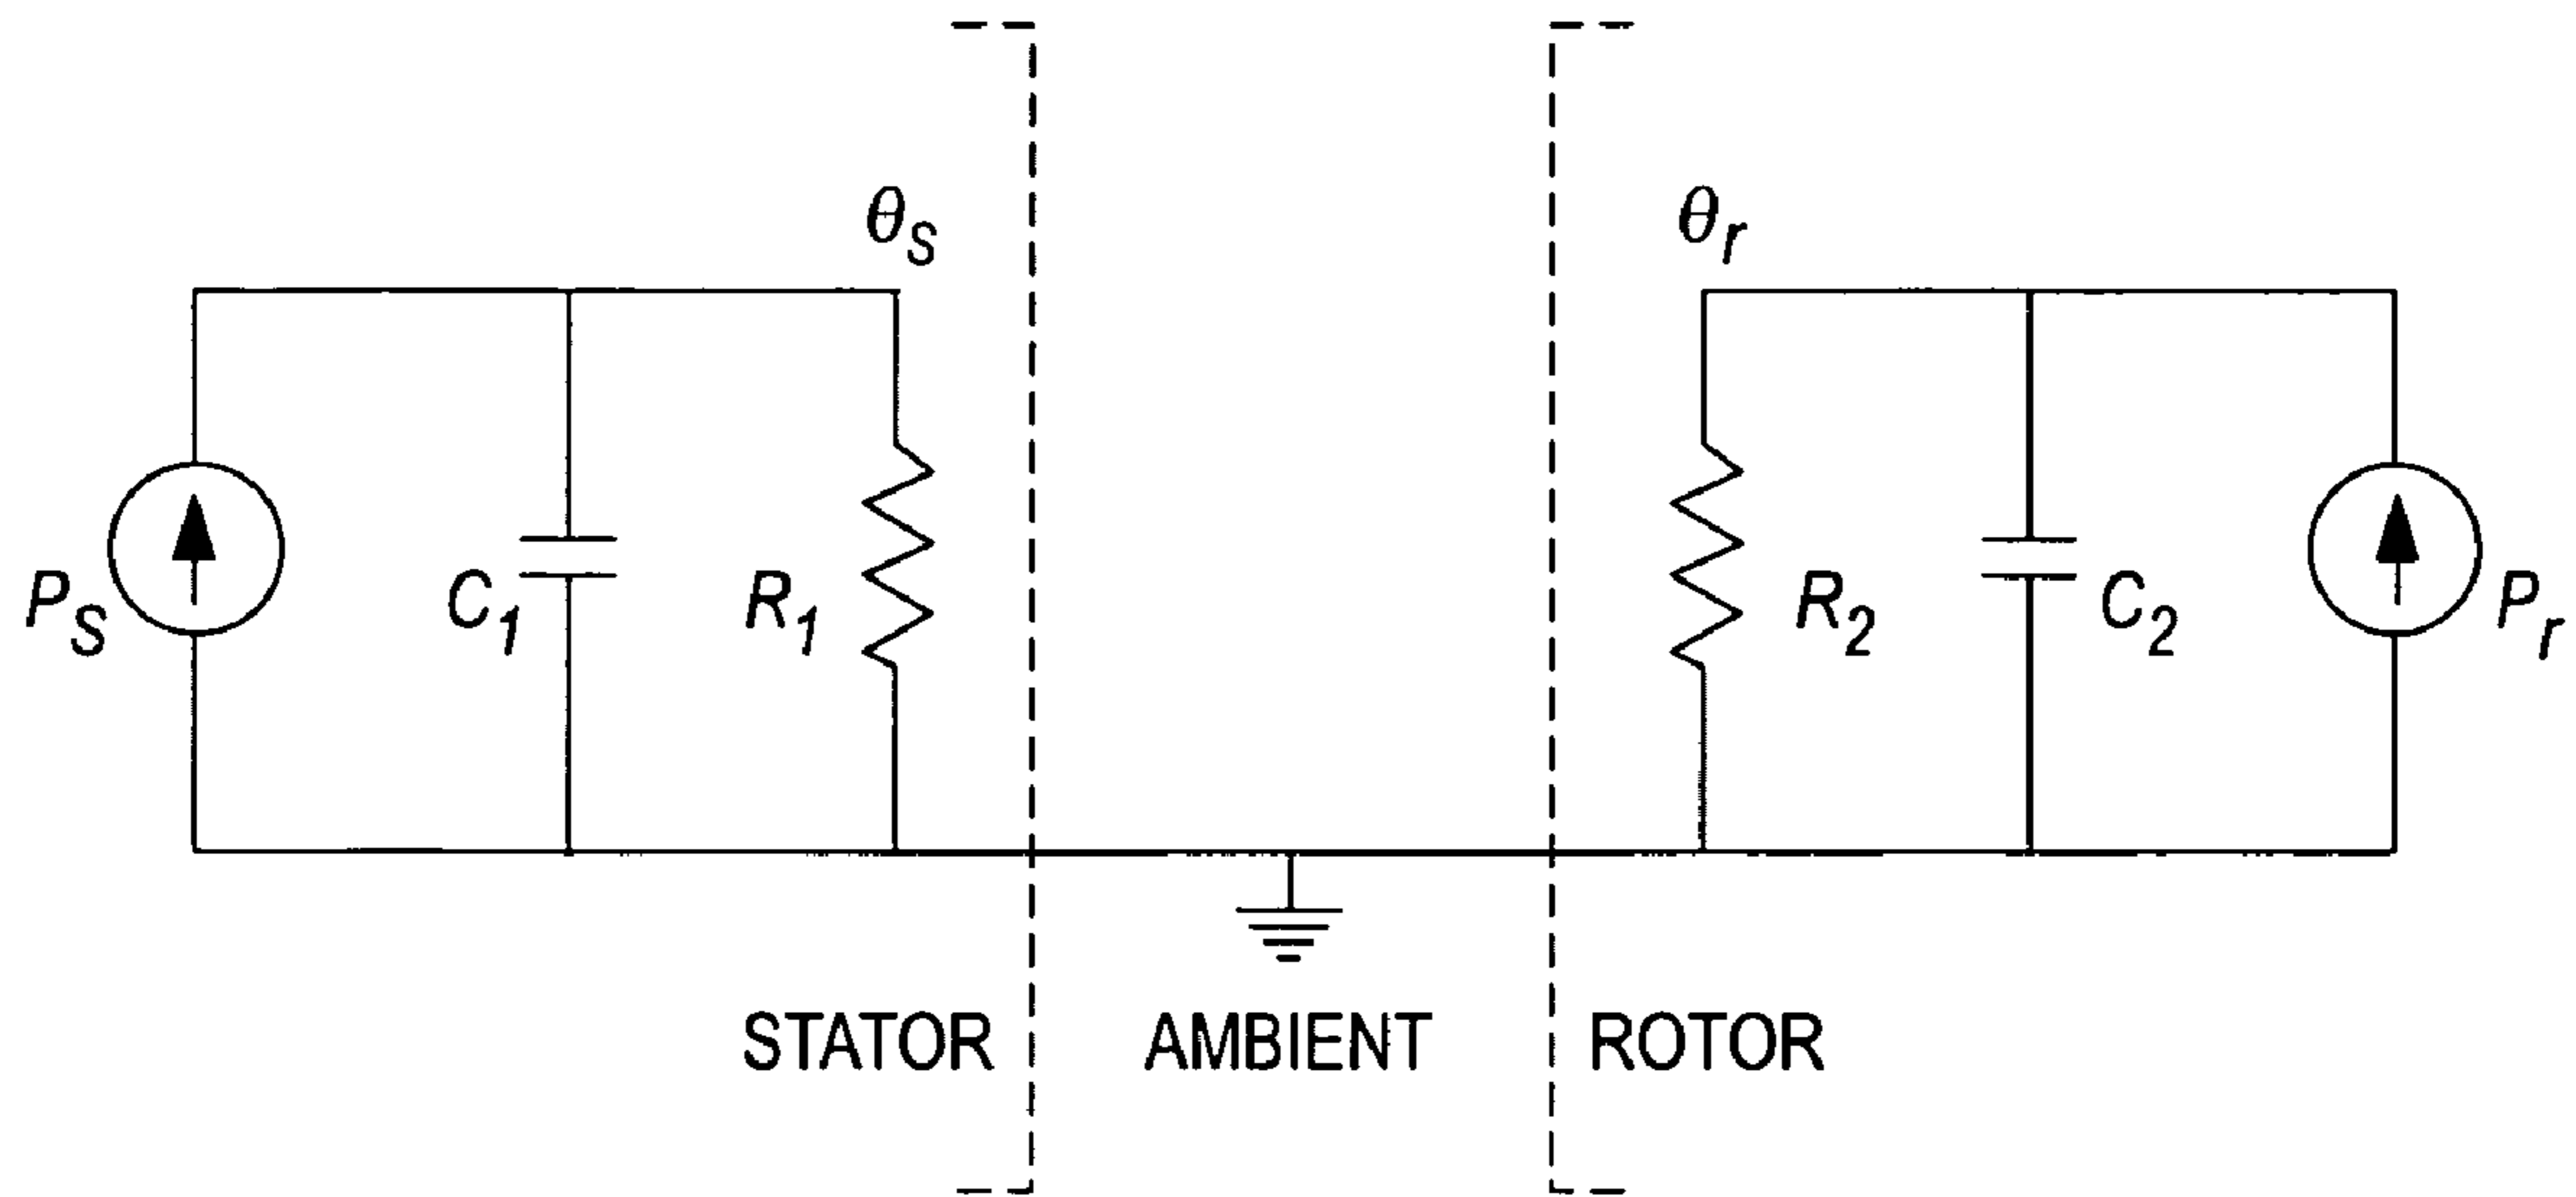 θs
θr
Ps
C1
R1
R2
C2
Pr
STATOR
AMBIENT
ROTOR